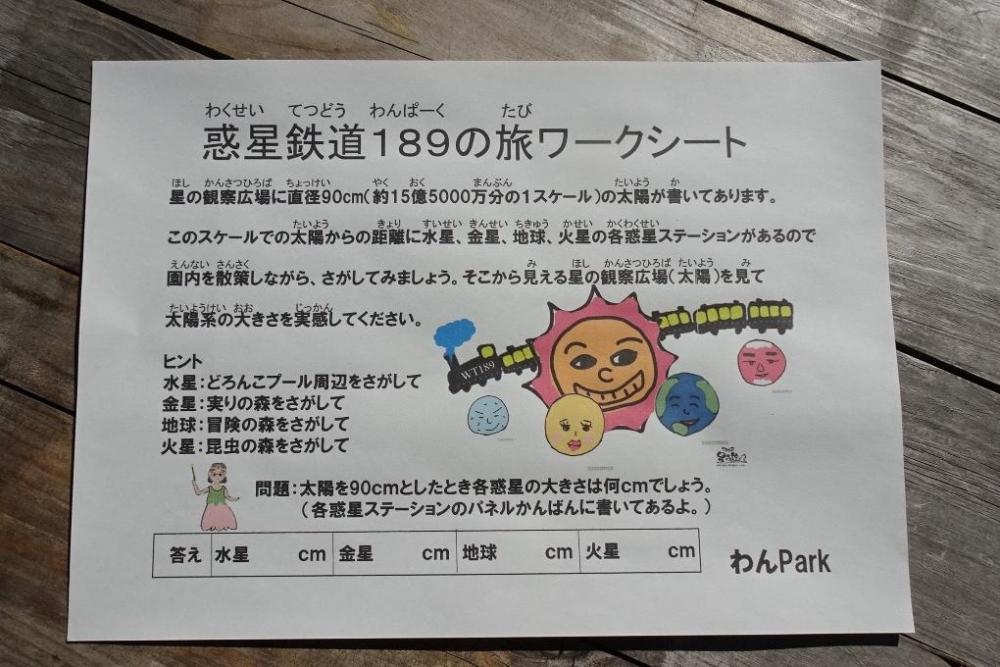 わくせい てつどう わんぱーく たび
惑星鉄道189の旅ワークシート
ほし かんさつひろば ちょっけい やく おく まんぶん たいよう か
星の観察広場に直径90cm(約15億5000万分の1スケール)の太陽が書いてあります。
たいよう きょり すいせい きんせい ちきゅう かせい かくわくせい
このスケールでの太陽からの距離に水星、金星、地球、火星の各惑星ステーションがあるので
えんない さんさく み ほし かんさつひろば たいよう み
園内を散策しながら、さがしてみましょう。そこから見える星の観察広場(太陽)を見て
たいようけい おお じっかん
太陽系の大きさを実感してください。
WT189
ヒント
水星:どろんこプール周辺をさがして
金星:実りの森をさがして
地球:冒険の森をさがして
火星:昆虫の森をさがして
問題:太陽を90cmとしたとき各惑星の大きさは何cmでしょう。
(各惑星ステーションのパネルかんばんに書いてあるよ。)
答え 水星 cm 金星 cm 地球 cm 火星 cm
わんPark